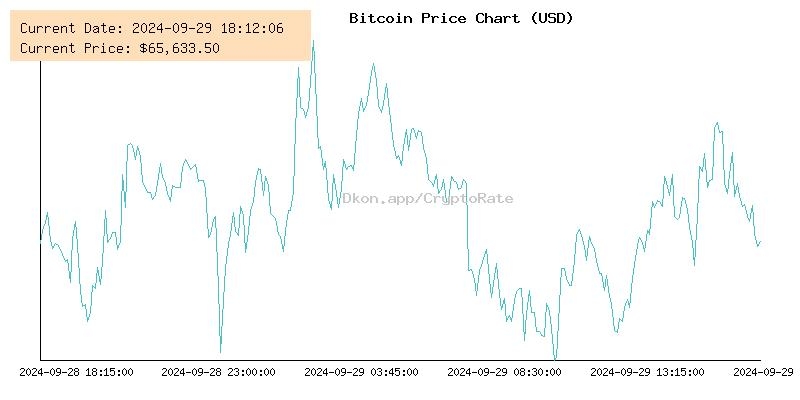 Bitcoin Price Chart (USD)
Current Date: 2024-09-29 18:12:06
Current Price: $65,633.50
Dkon.app/CryptoRate
2024-09-28 18:15:00 2024-09-28 23:00:00 2024-09-29 03:45:00 2024-09-29 08:30:00 2024-09-29 13:15:00 2024-09-29